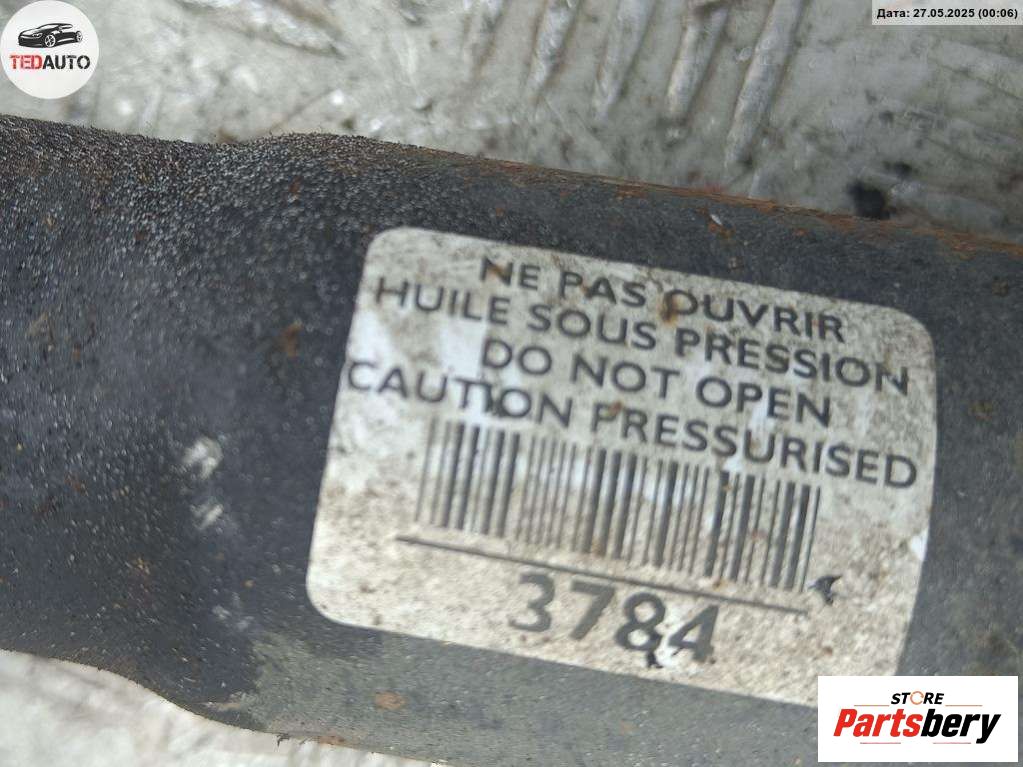 TEDAUTO
Дата: 27.05.2025 (00:06)
NE PAS OUVRIR
HUILE SOUS PRESSION
DO NOT OPEN
CAUTION PRESSURISED
3784
STORE
Partsbery